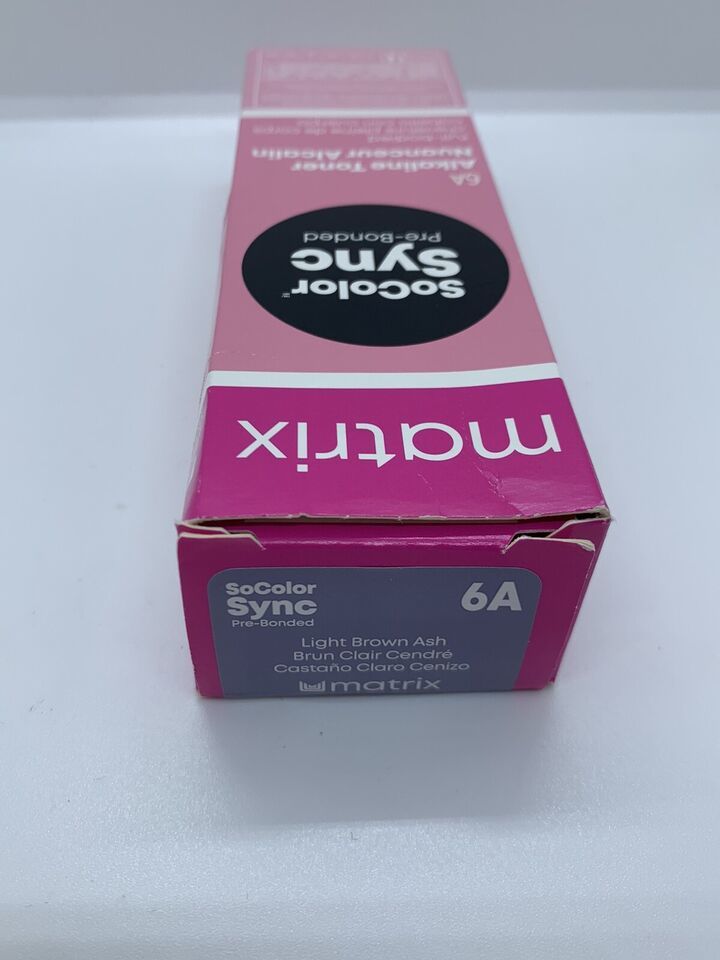 matrix
SoColor
Sync
Pre-Bonded
6A
Alkaline Toner
Nuanceur Alcalin
SoColor
Sync
Pre-Bonded
6A
Light Brown Ash
Brun Clair Cendré
Castaño Claro Cenizo
matrix